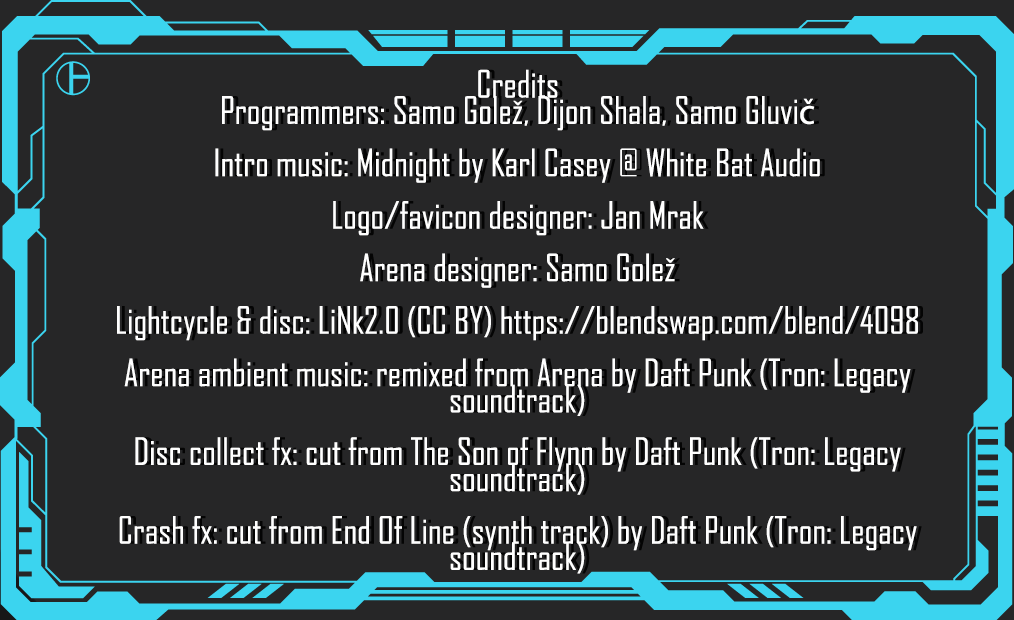 Credits
Programmers: Samo Golež, Dijon Shala, Samo Gluvič
Intro music: Midnight by Karl Casey @ White Bat Audio
Logo/favicon designer: Jan Mrak
Arena designer: Samo Golež
Lightcycle & disc: LiNk2.0 (CC BY) https://blendswap.com/blend/4098
Arena ambient music: remixed from Arena by Daft Punk (Tron: Legacy
soundtrack)
Disc collect fx: cut from The Son of Flynn by Daft Punk (Tron: Legacy
soundtrack)
Crash fx: cut from End Of Line (synth track) by Daft Punk (Tron: Legacy
soundtrack)